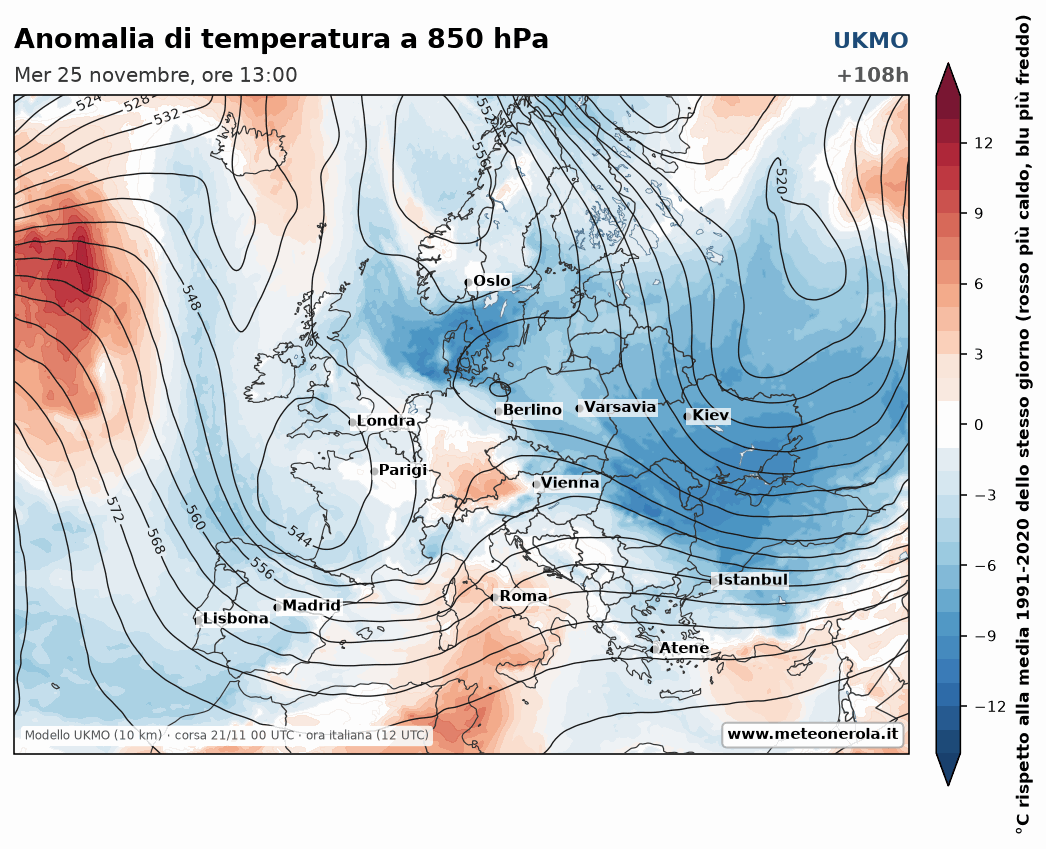 Anomalia di temperatura a 850 hPa
UKMO
Mer 25 novembre, ore 13:00
+108h
524
528
532
552
556
520
548
Oslo
Berlino
Varsavia
Kiev
Londra
Parigi
Vienna
572
560
568
544
556
Istanbul
Roma
Madrid
Lisbona
Atene
Modello UKMO (10 km) · corsa 21/11 00 UTC · ora italiana (12 UTC)
www.meteonerola.it
12
9
6
3
0
−3
−6
−9
−12
°C rispetto alla media 1991-2020 dello stesso giorno (rosso più caldo, blu più freddo)